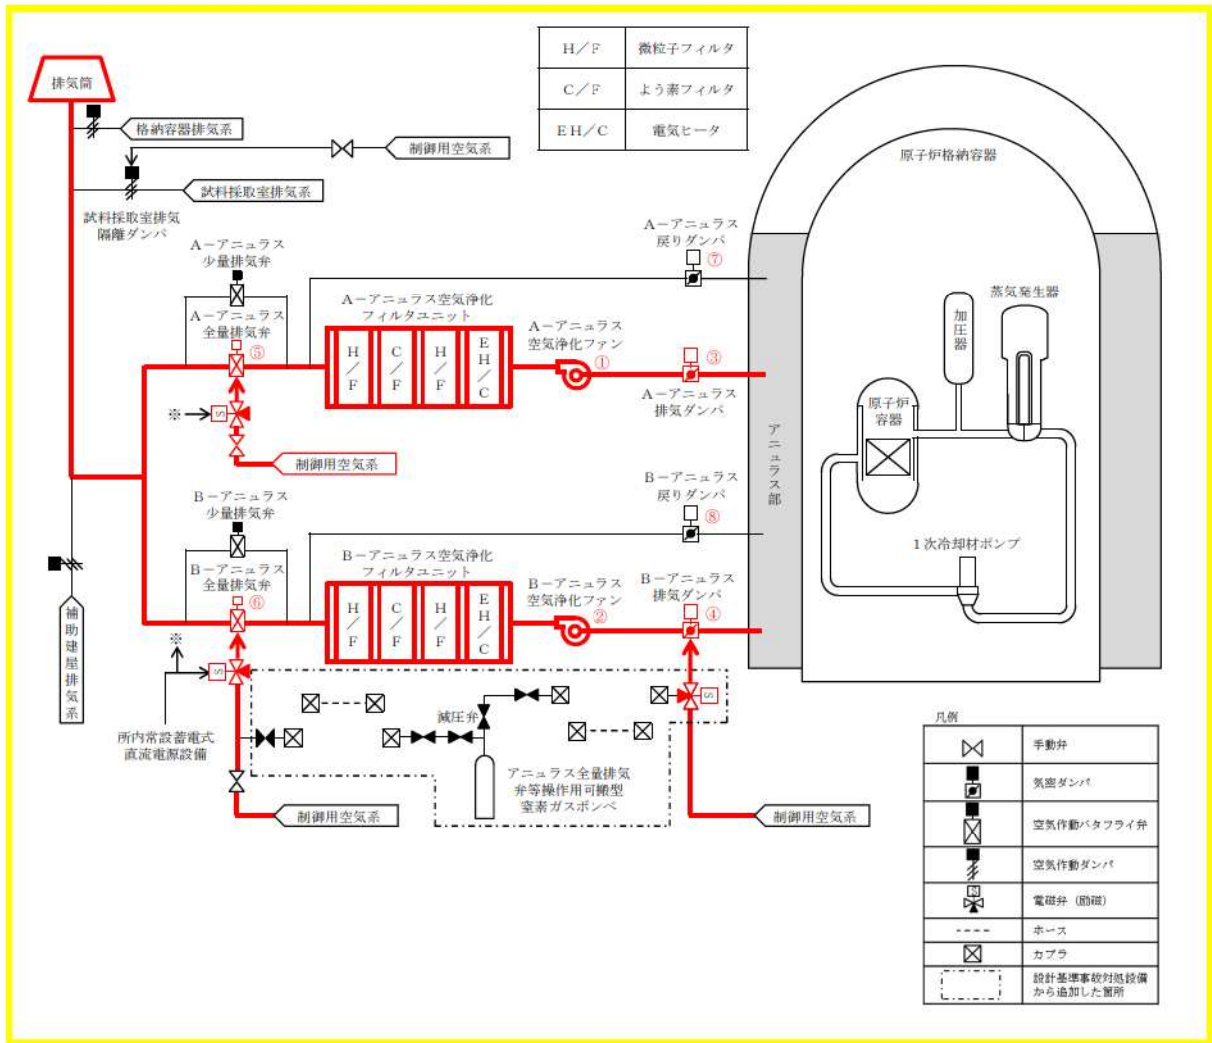 H／F
微粒子フィルタ
C／F
よう素フィルタ
EH／C
電気ヒータ
排気筒
格納容器排気系
制御用空気系
試料採取室排気系
試料採取室排気
隔離ダンパ
原子炉格納容器
A－アニュラス
戻りダンパ
⑦
A－アニュラス
少量排気弁
A－アニュラス
全量排気弁
⑤
A－アニュラス空気浄化
フィルタユニット
H／F
C／F
H／F
EH／C
A－アニュラス
空気浄化ファン
①
③
A－アニュラス
排気ダンパ
蒸気発生器
加圧器
原子炉
容器
アニュラス部
※
S
制御用空気系
B－アニュラス
戻りダンパ
⑧
B－アニュラス
少量排気弁
B－アニュラス
全量排気弁
⑥
B－アニュラス空気浄化
フィルタユニット
H／F
C／F
H／F
EH／C
B－アニュラス
空気浄化ファン
②
B－アニュラス
排気ダンパ
④
1次冷却材ポンプ
補助建屋排気系
※
S
所内常設蓄電式
直流電源設備
減圧弁
アニュラス全量排気
弁等操作用可搬型
窒素ガスボンベ
S
制御用空気系
制御用空気系
凡例
手動弁
気密ダンパ
空気作動バタフライ弁
空気作動ダンパ
S
電磁弁（励磁）
ホース
カプラ
設計基準事故対処設備
から追加した箇所